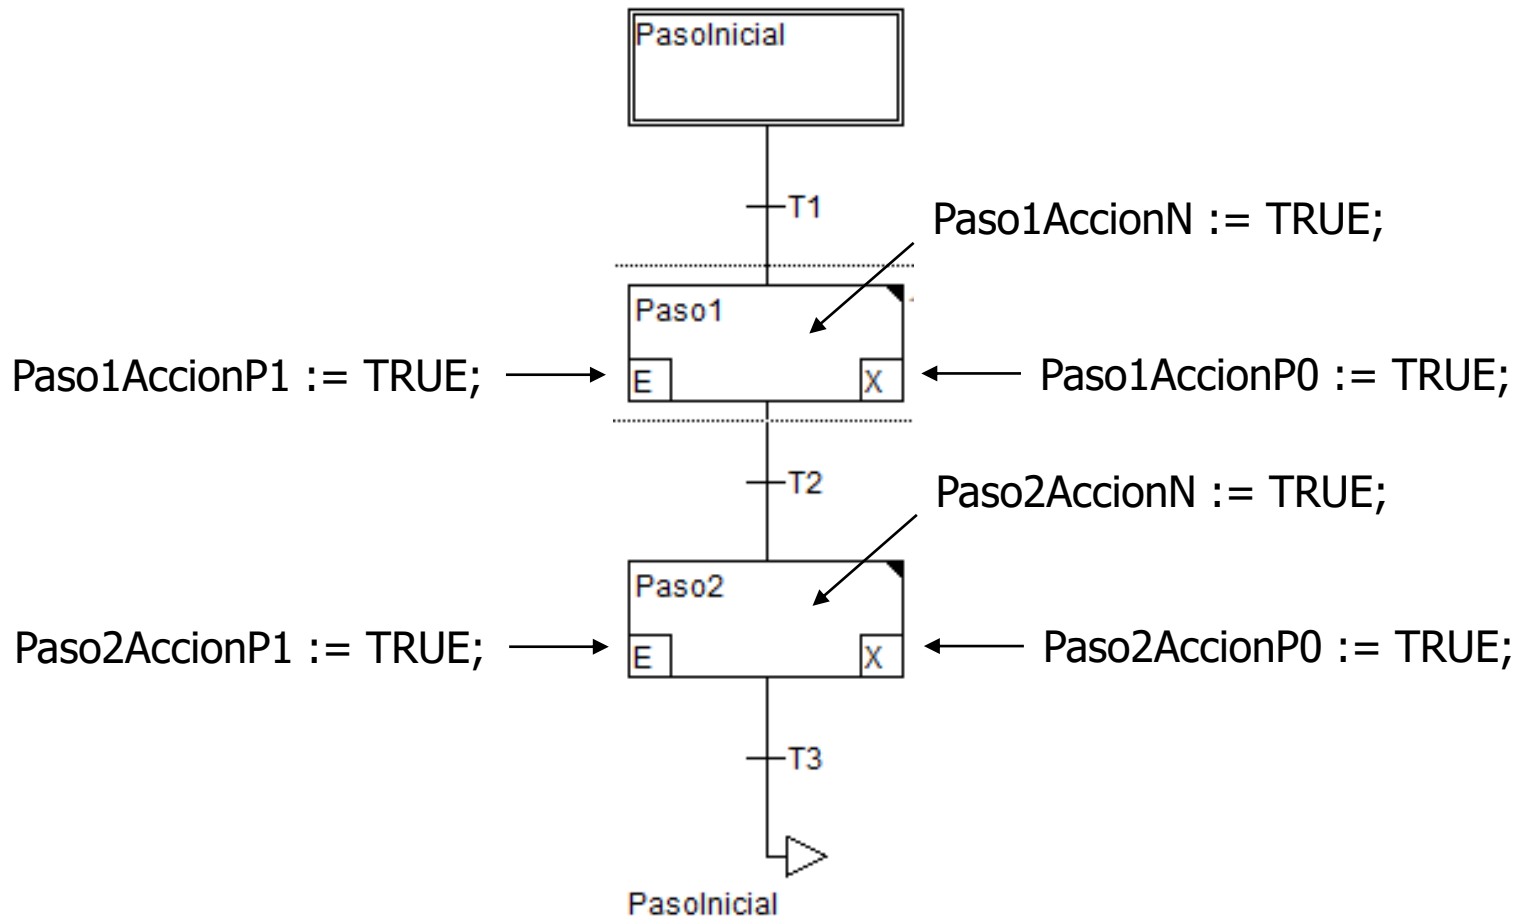 PasoInicial
T1
Paso1AccionN := TRUE;
Paso1
Paso1AccionP1 := TRUE;
E
X
Paso1AccionP0 := TRUE;
T2
Paso2AccionN := TRUE;
Paso2
Paso2AccionP1 := TRUE;
E
X
Paso2AccionP0 := TRUE;
T3
PasoInicial